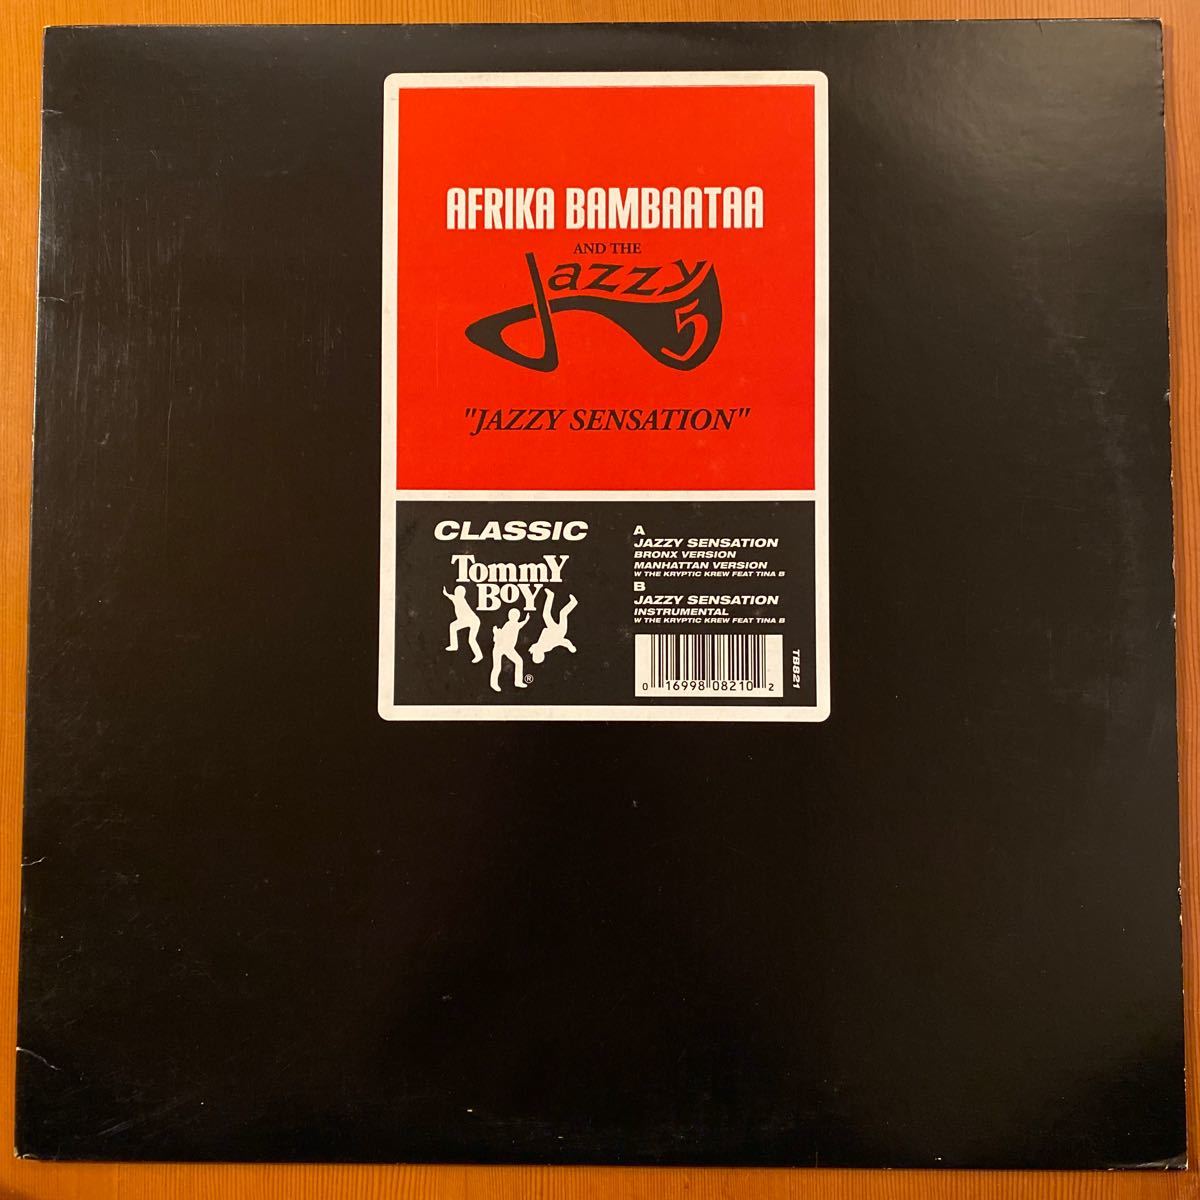 AFRIKA BAMBAATAA
AND THE
Jazzy
5
"JAZZY SENSATION"
CLASSIC
TommY
BOY
®
A
JAZZY SENSATION
BRONX VERSION
MANHATTAN VERSION
W THE KRYPTIC KREW FEAT TINA B
B
JAZZY SENSATION
INSTRUMENTAL
W THE KRYPTIC KREW FEAT TINA B
0 16998 08210 2
TB821